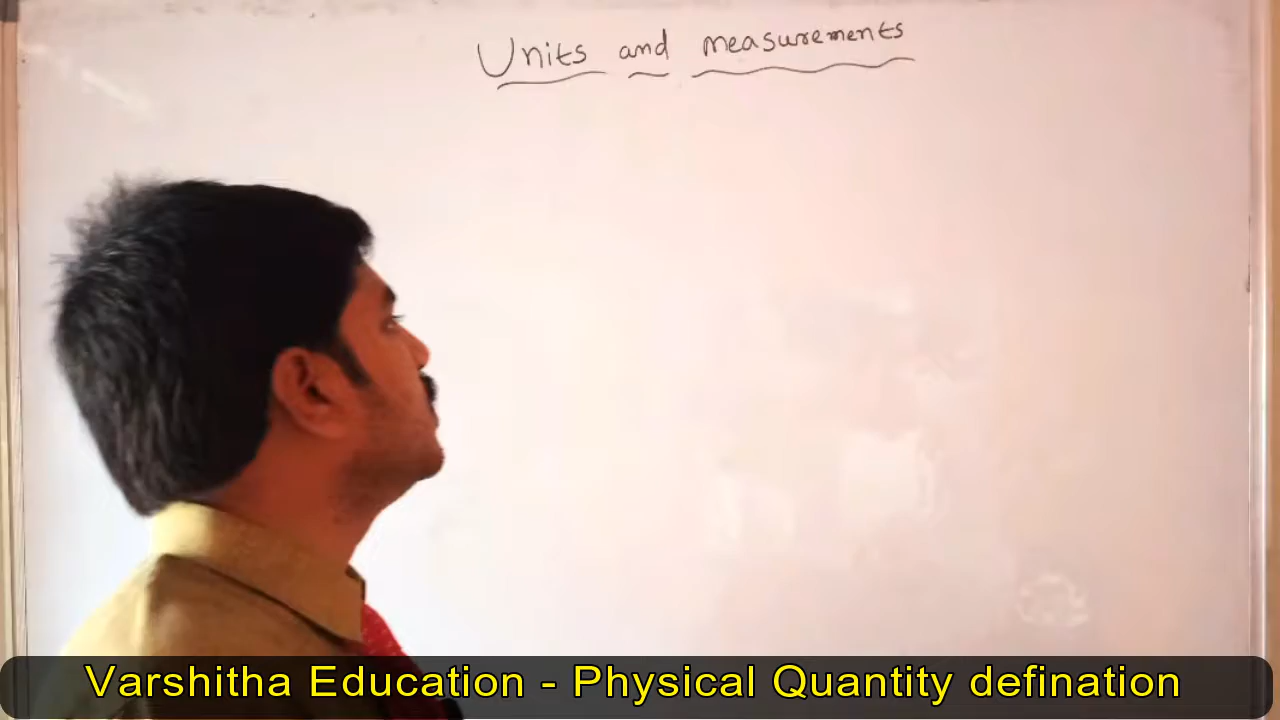 Units and measurements
Varshitha Education - Physical Quantity defination